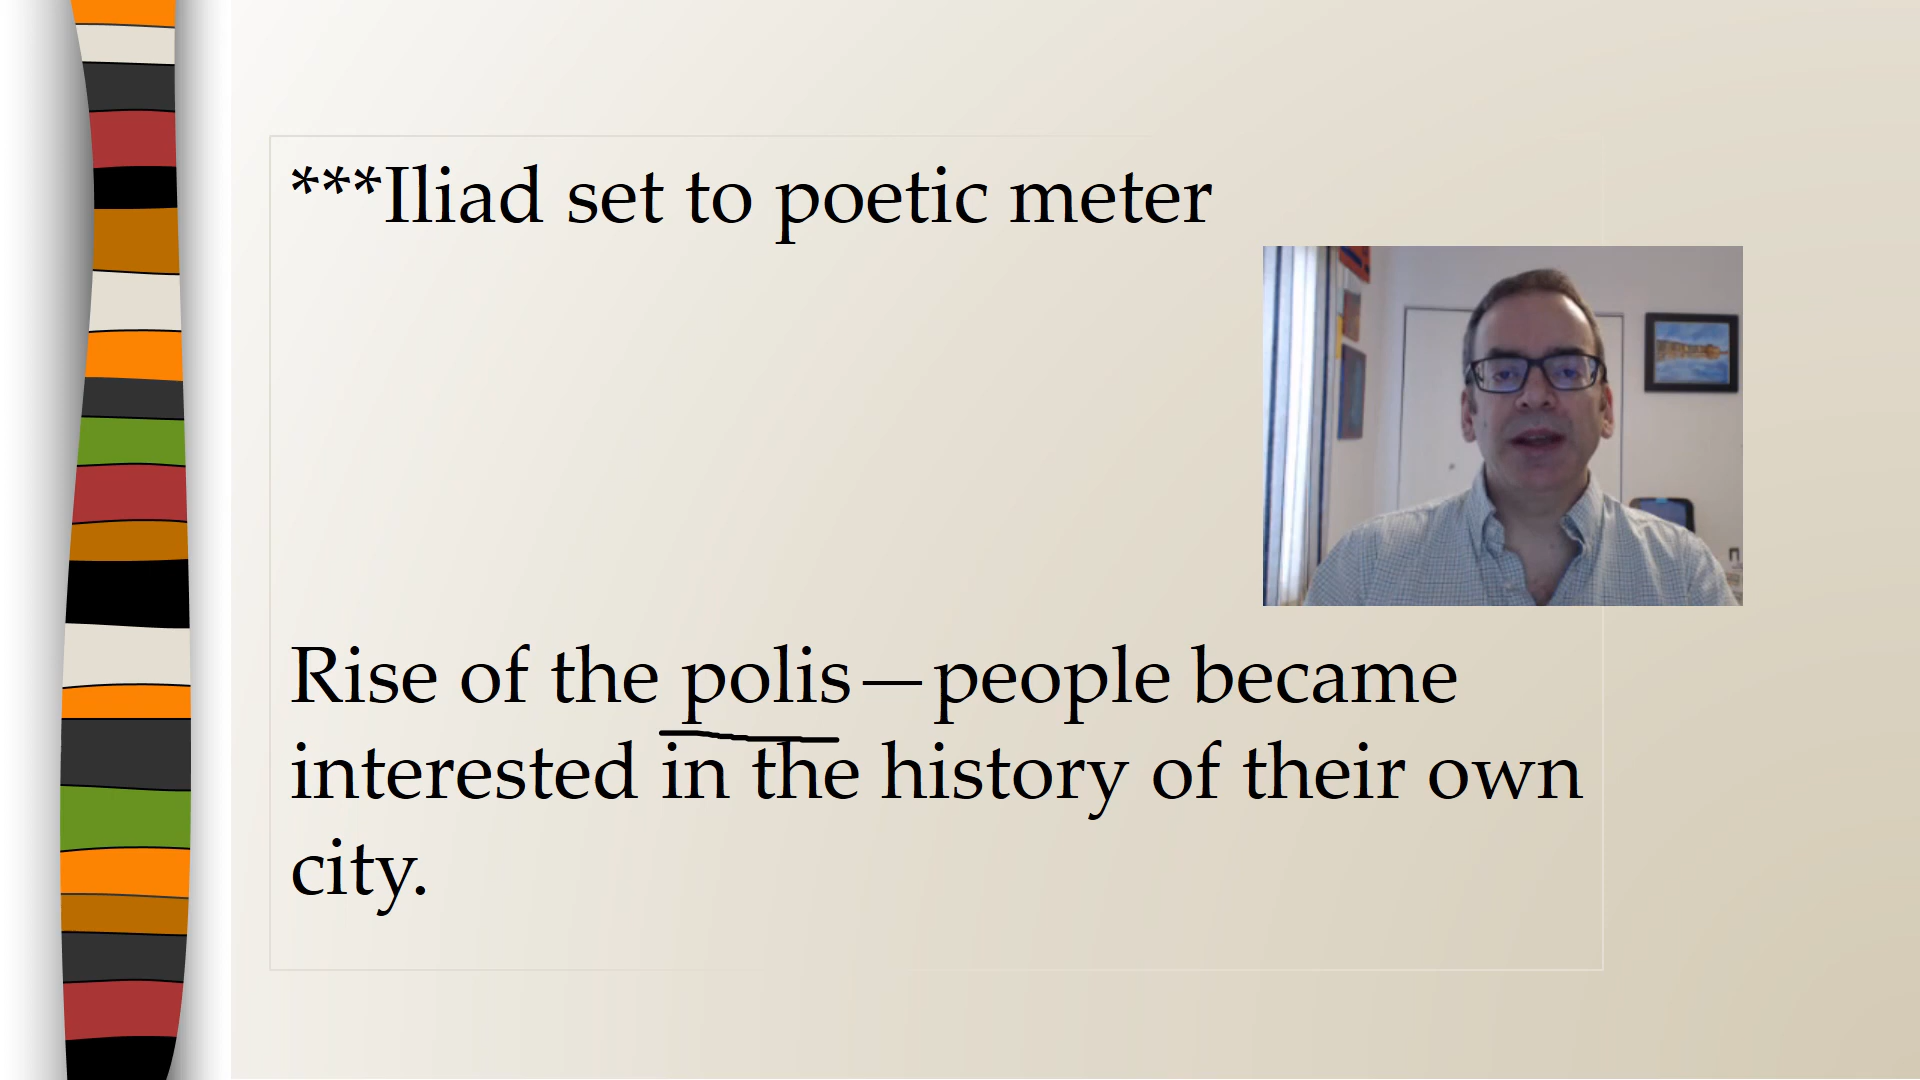 ***Iliad set to poetic meter
Rise of the polis—people became
interested in the history of their own
city.